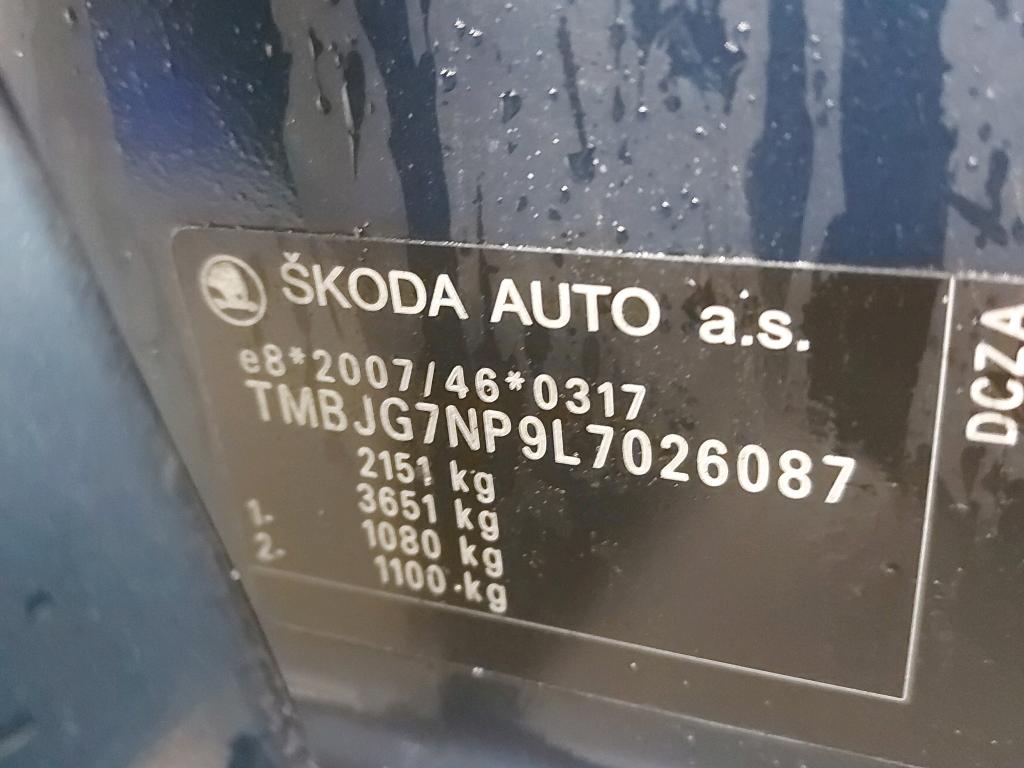 ŠKODA AUTO a.s.
e8*2007/46*0317
TMBJG7NP9L7026087
2151 kg
3651 kg
1. 1080 kg
2. 1100 kg
DCZA